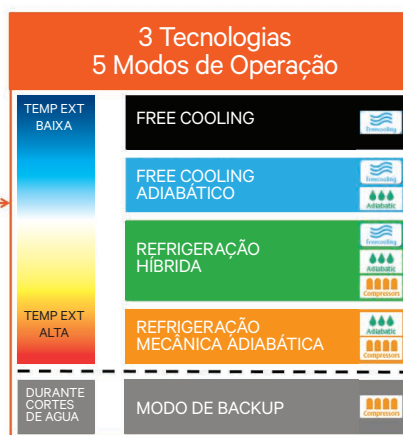 3 Tecnologias
5 Modos de Operação
TEMP EXT
BAIXA
FREE COOLING
Freecooling
FREE COOLING
ADIABÁTICO
Freecooling
Adiabatic
REFRIGERAÇÃO
HÍBRIDA
Freecooling
Adiabatic
Compressors
TEMP EXT
ALTA
REFRIGERAÇÃO
MECÂNICA ADIABÁTICA
Adiabatic
Compressors
DURANTE
CORTES
DE AGUA
MODO DE BACKUP
Compressors